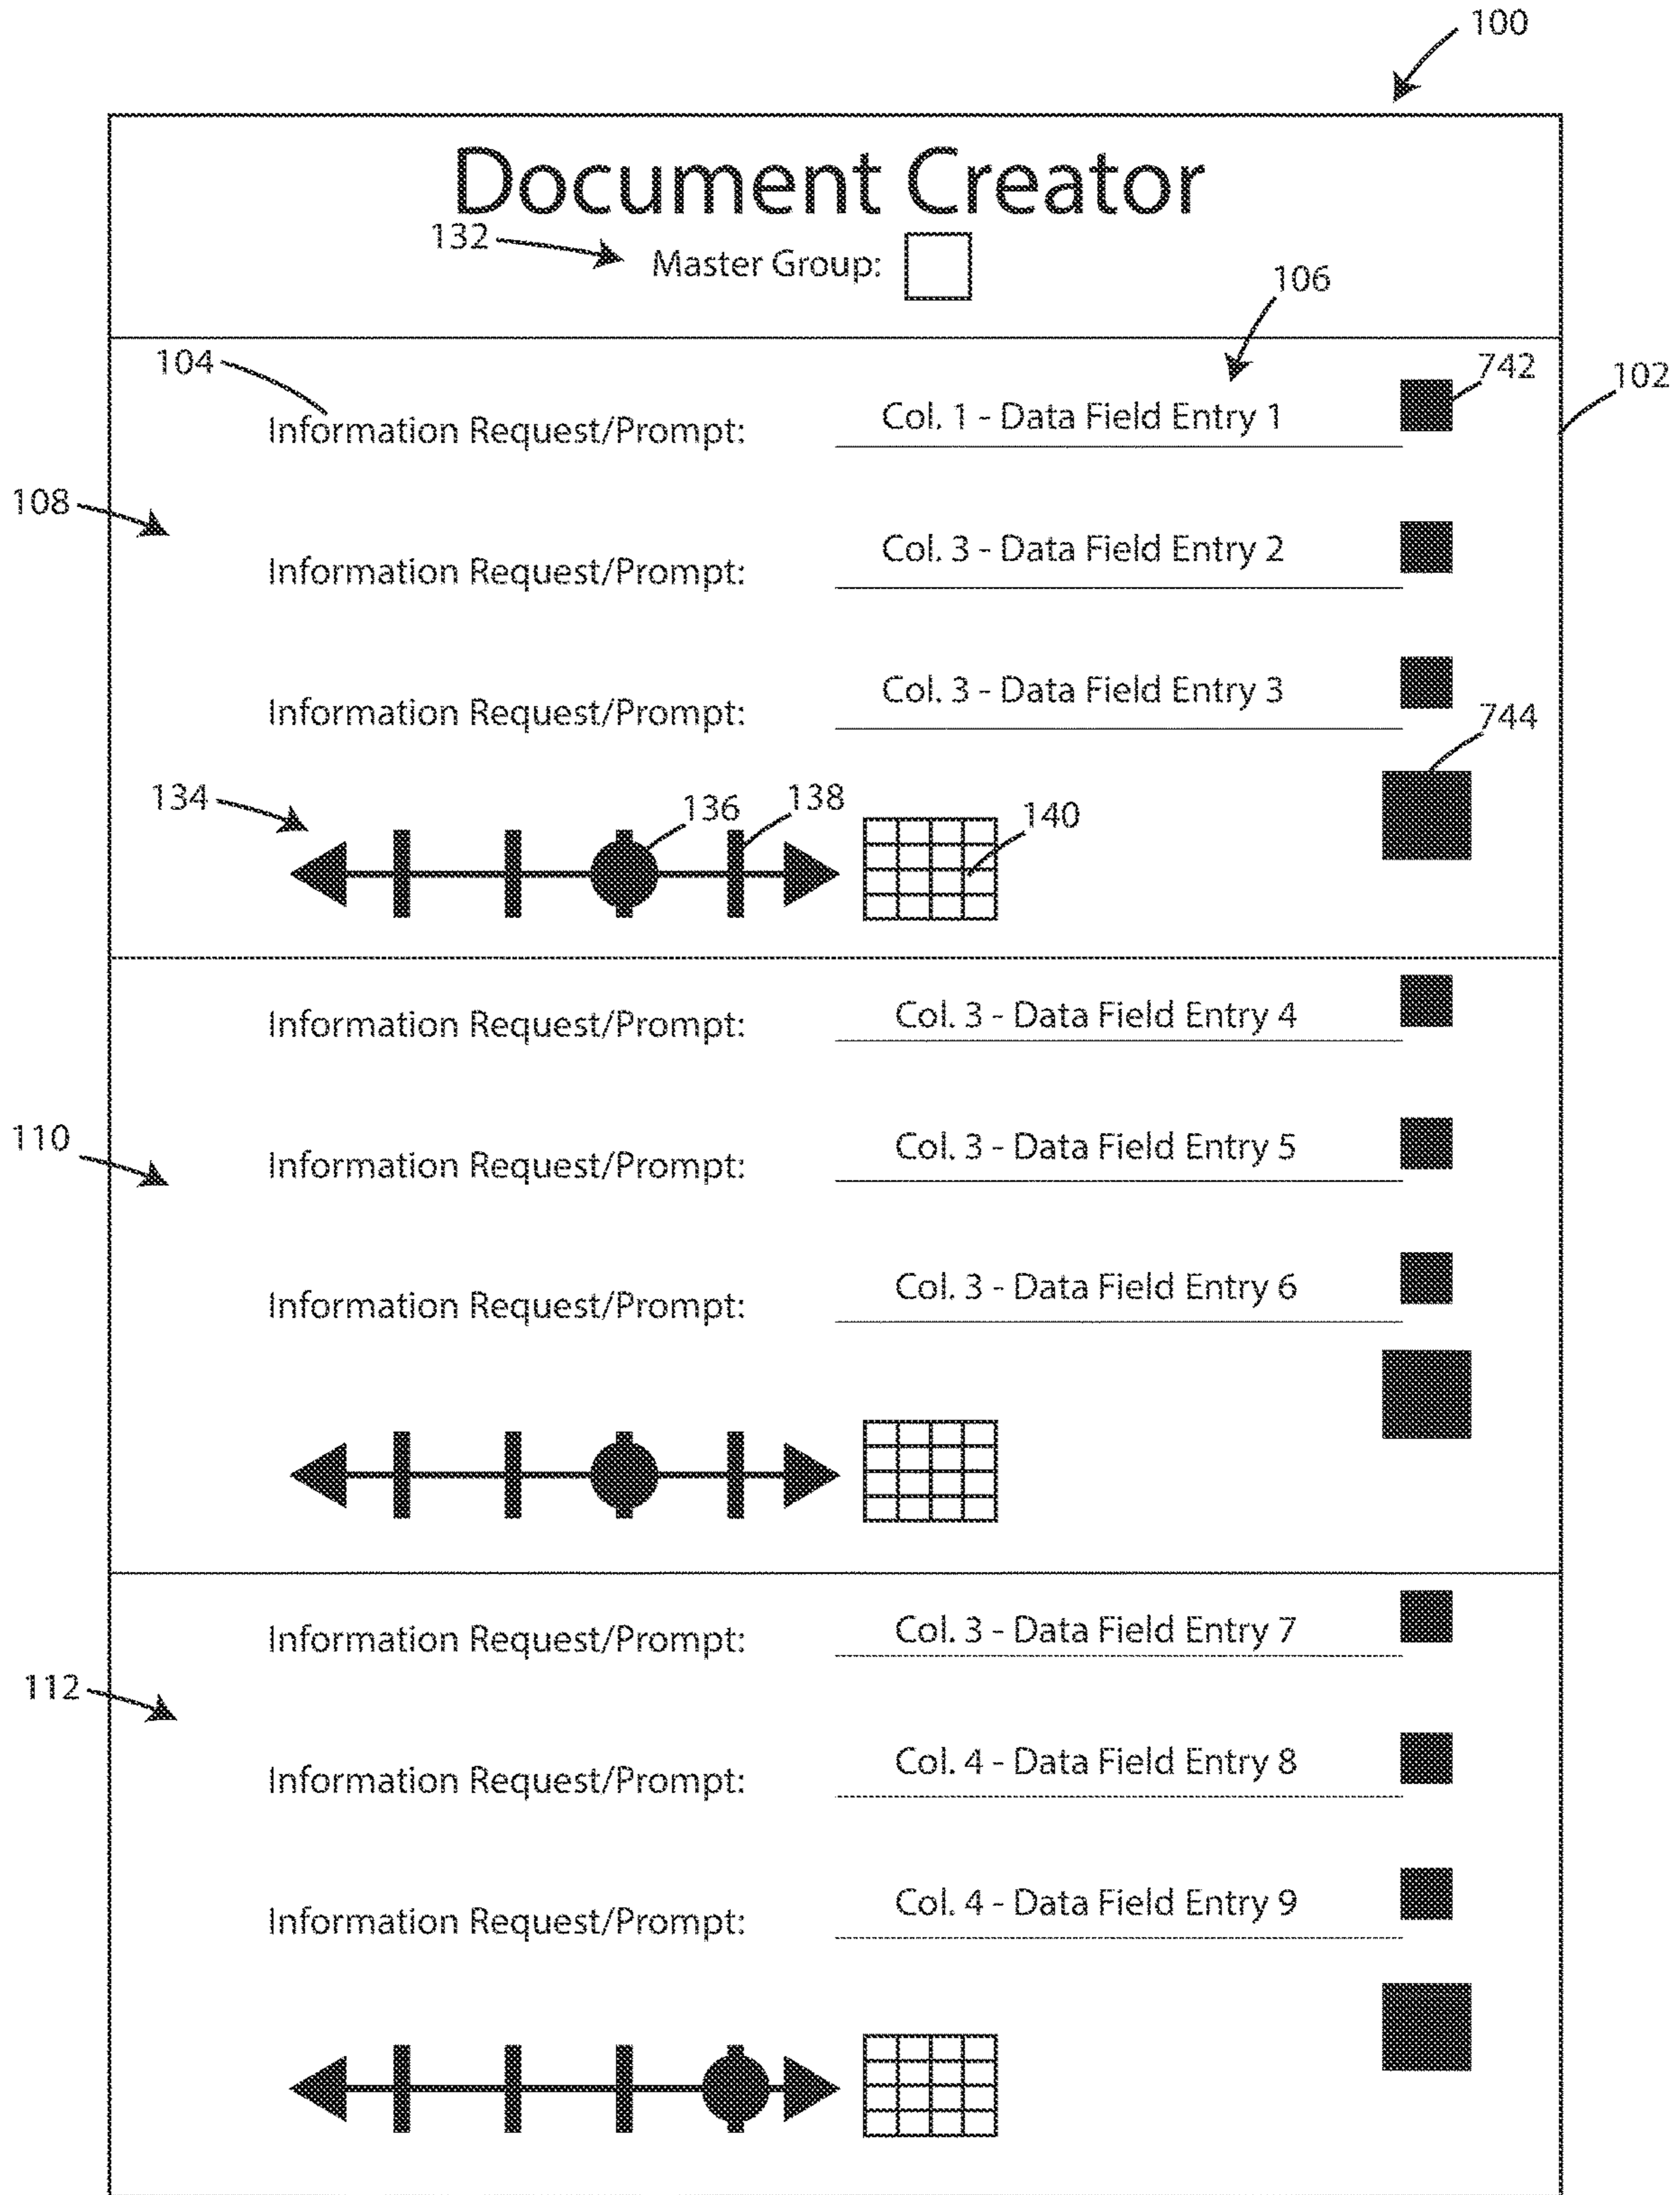 100
Document Creator
132
Master Group:
106
104
742
102
Information Request/Prompt:
Col. 1 - Data Field Entry 1
108
Information Request/Prompt:
Col. 3 - Data Field Entry 2
Information Request/Prompt:
Col. 3 - Data Field Entry 3
744
134
136
138
140
Information Request/Prompt:
Col. 3 - Data Field Entry 4
110
Information Request/Prompt:
Col. 3 - Data Field Entry 5
Information Request/Prompt:
Col. 3 - Data Field Entry 6
Information Request/Prompt:
Col. 3 - Data Field Entry 7
112
Information Request/Prompt:
Col. 4 - Data Field Entry 8
Information Request/Prompt:
Col. 4 - Data Field Entry 9